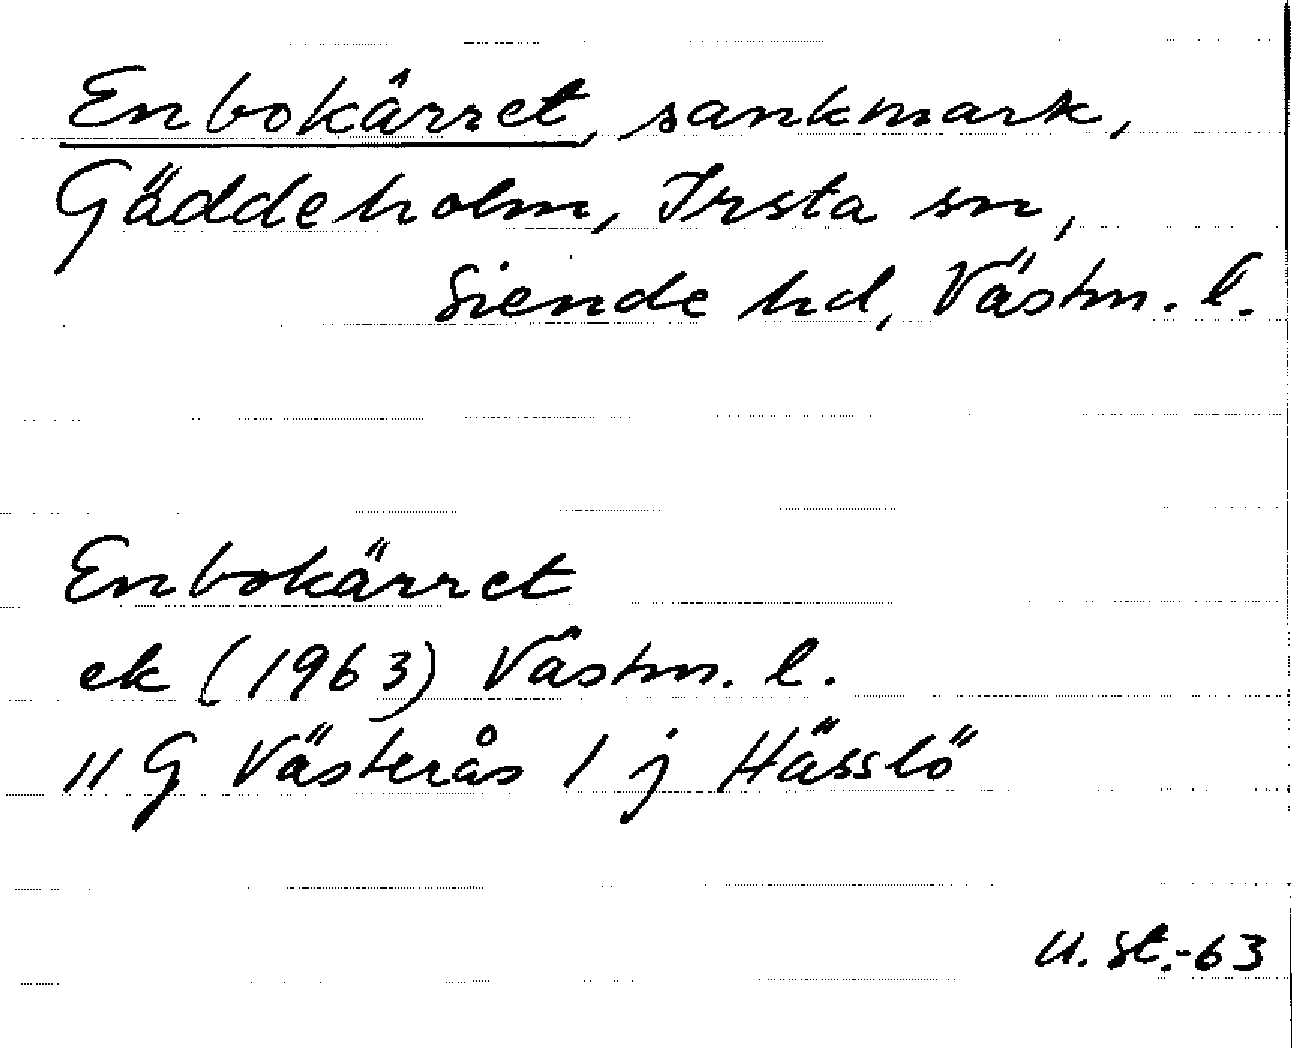 Enbokärret, sankmark,
Gäddeholm, Irsta sn,
Siende hd, Västm. l.
Enbokärret
ek (1963) Västm. l.
11 G Västerås 1 j Hässlö
U. St.-63